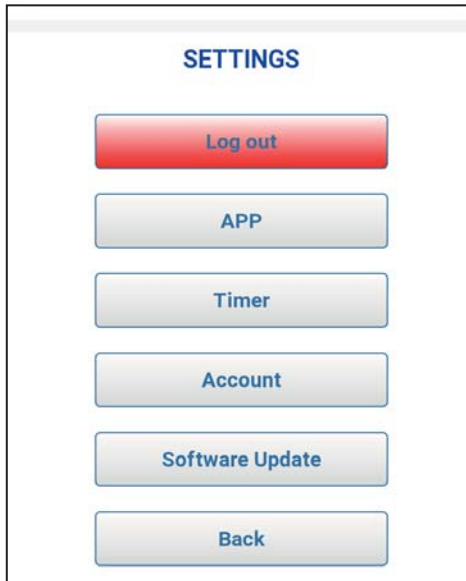 SETTINGS
Log out
APP
Timer
Account
Software Update
Back